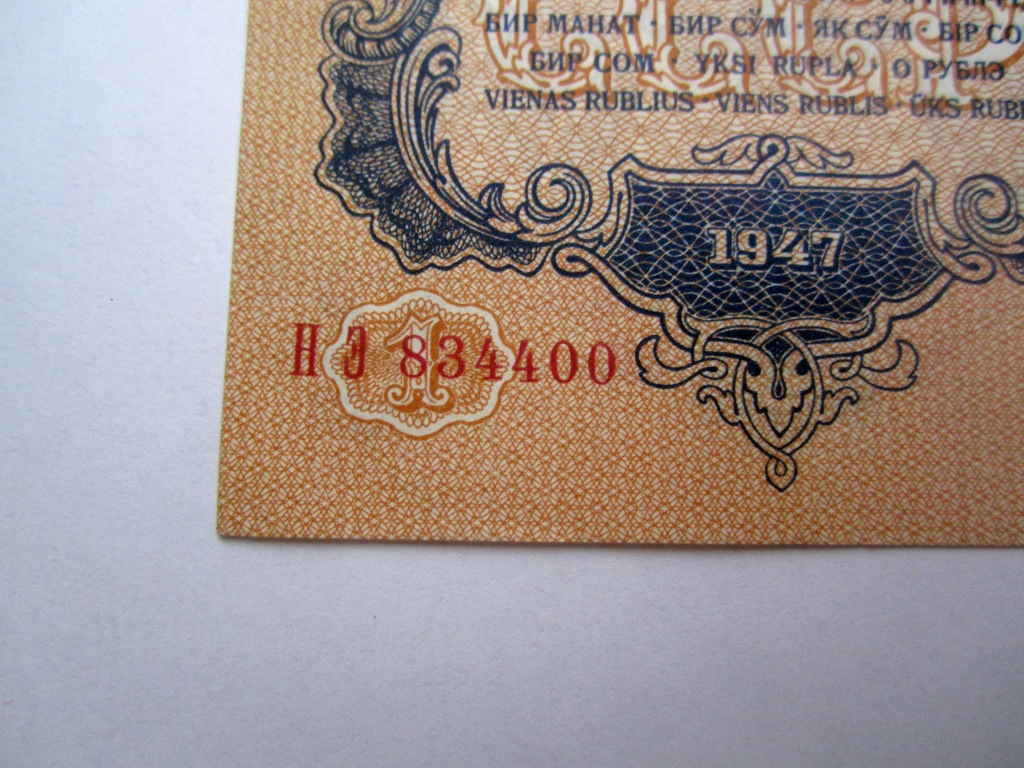 БИР МАНАТ · БИР СЎМ · ЯК СӮМ · БІР СО
БИР СОМ · YKSI RUPLA · О РУБЛЭ
VIENAS RUBLIUS · VIENS RUBLIS · ÜKS RUB
1947
НЭ 834400
1